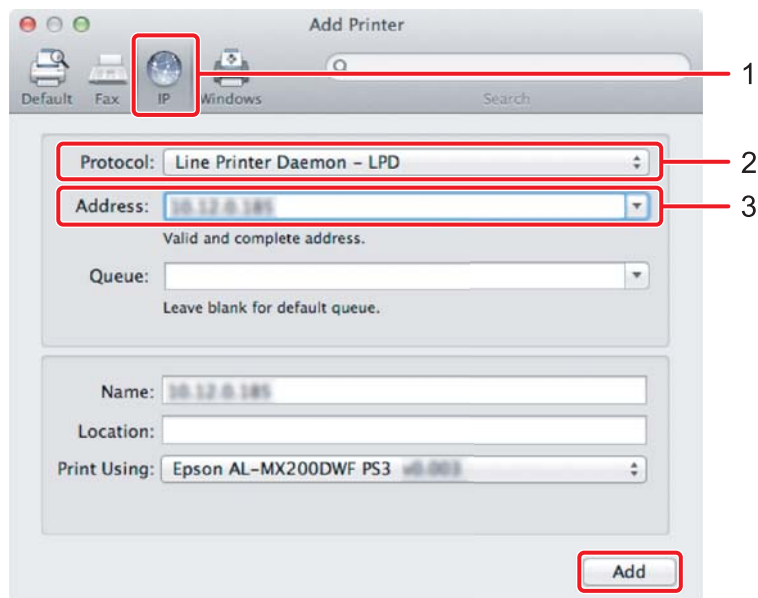 Add Printer
Default Fax IP Windows Search
1
Protocol: Line Printer Daemon – LPD
2
Address:
3
Valid and complete address.
Queue:
Leave blank for default queue.
Name:
Location:
Print Using: Epson AL-MX200DWF PS3
Add